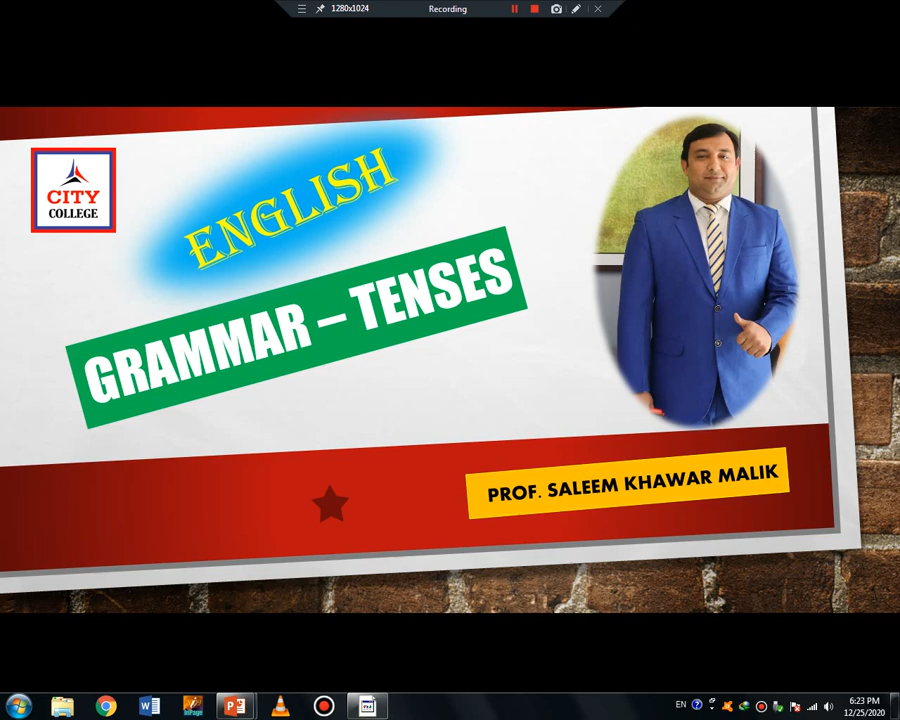 1280x1024
Recording
CITY
COLLEGE
ENGLISH
GRAMMAR – TENSES
PROF. SALEEM KHAWAR MALIK
EN
6:23 PM
12/25/2020